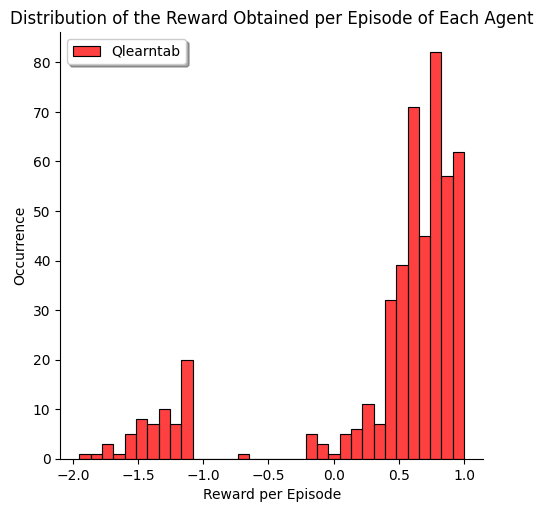 Distribution of the Reward Obtained per Episode of Each Agent
Qlearntab
Occurrence
80
70
60
50
40
30
20
10
0
−2.0 −1.5 −1.0 −0.5 0.0 0.5 1.0
Reward per Episode